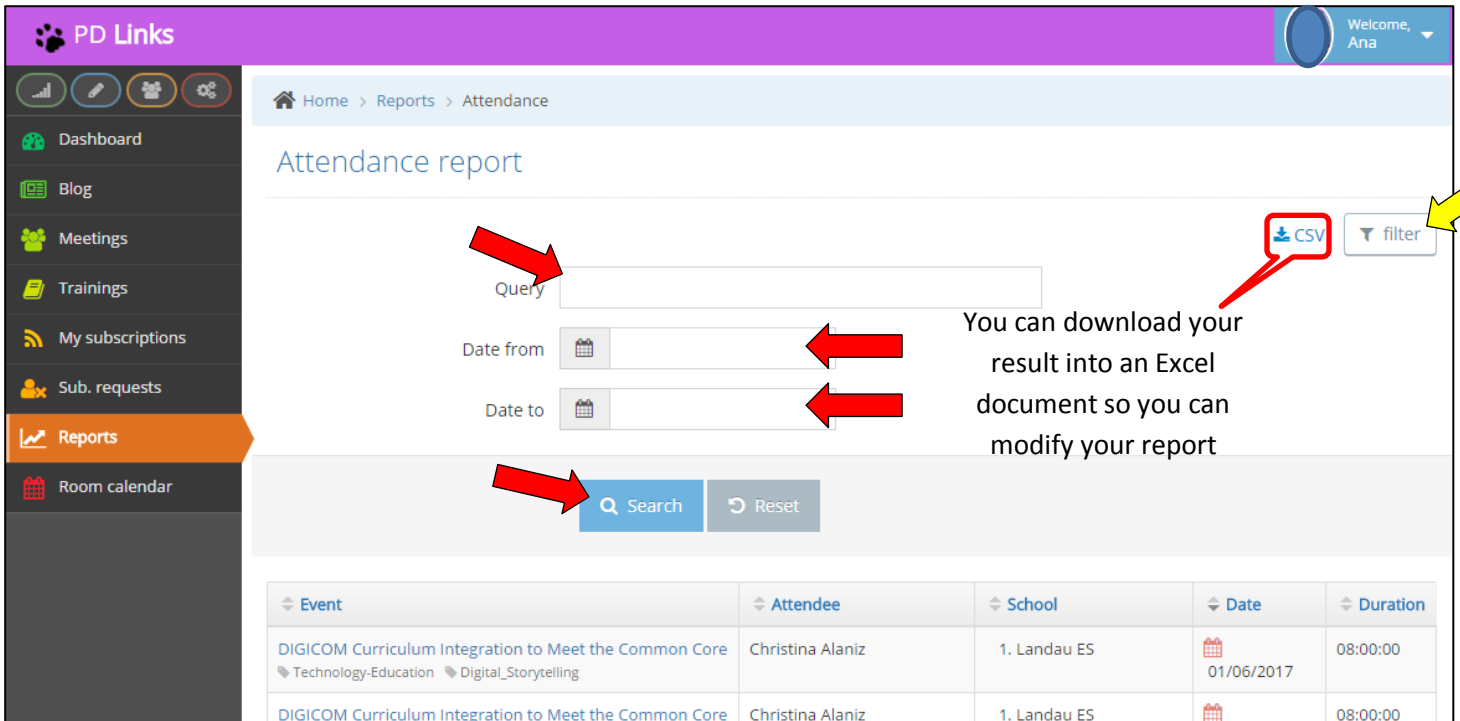 PD Links
Welcome,
Ana
Home > Reports > Attendance
Dashboard
Blog
Meetings
Trainings
My subscriptions
Sub. requests
Reports
Room calendar
Attendance report
CSV
filter
Query
Date from
Date to
You can download your
result into an Excel
document so you can
modify your report
Search
Reset
Event Attendee School Date Duration
DIGICOM Curriculum Integration to Meet the Common Core Christina Alaniz 1. Landau ES 01/06/2017 08:00:00
Technology-Education Digital_Storytelling
DIGICOM Curriculum Integration to Meet the Common Core Christina Alaniz 1. Landau ES 08:00:00